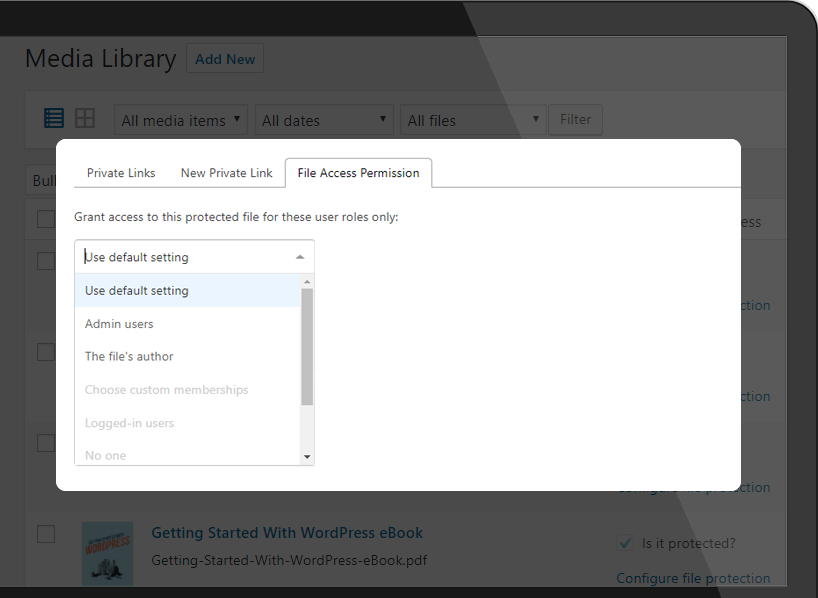 Media Library Add New
All media items All dates All files Filter
Private Links New Private Link File Access Permission
Bul
Grant access to this protected file for these user roles only:
ess
Use default setting
Use default setting
ction
Admin users
The file's author
Choose custom memberships
ction
Logged-in users
No one
Configure file protection
Getting Started With WordPress eBook
WORDPRESS
Is it protected?
Getting-Started-With-WordPress-eBook.pdf
Configure file protection